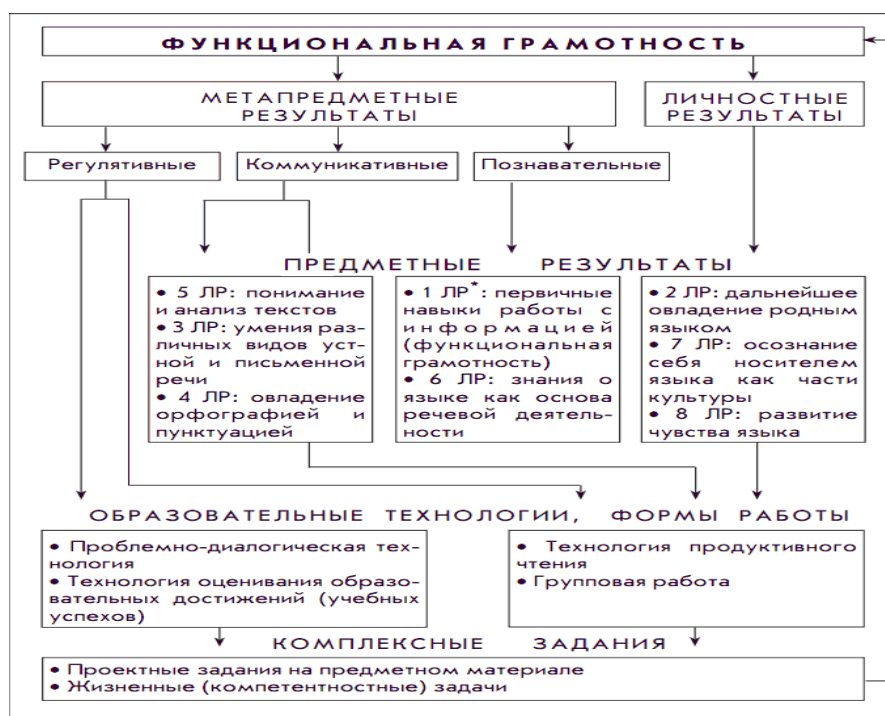 ФУНКЦИОНАЛЬНАЯ ГРАМОТНОСТЬ
МЕТАПРЕДМЕТНЫЕ
РЕЗУЛЬТАТЫ
ЛИЧНОСТНЫЕ
РЕЗУЛЬТАТЫ
Регулятивные
Коммуникативные
Познавательные
ПРЕДМЕТНЫЕ РЕЗУЛЬТАТЫ
• 5 ЛР: понимание
и анализ текстов
• 3 ЛР: умения раз-
личных видов уст-
ной и письменной
речи
• 4 ЛР: овладение
орфографией и
пунктуацией
• 1 ЛР*: первичные
навыки работы с
информацией
(функциональная
грамотность)
• 6 ЛР: знания о
языке как основа
речевой деятель-
ности
• 2 ЛР: дальнейшее
овладение родным
языком
• 7 ЛР: осознание
себя носителем
языка как части
культуры
• 8 ЛР: развитие
чувства языка
ОБРАЗОВАТЕЛЬНЫЕ ТЕХНОЛОГИИ, ФОРМЫ РАБОТЫ
• Проблемно-диалогическая тех-
нология
• Технология оценивания образо-
вательных достижений (учебных
успехов)
• Технология продуктивного
чтения
• Групповая работа
КОМПЛЕКСНЫЕ ЗАДАНИЯ
• Проектные задания на предметном материале
• Жизненные (компетентностные) задачи